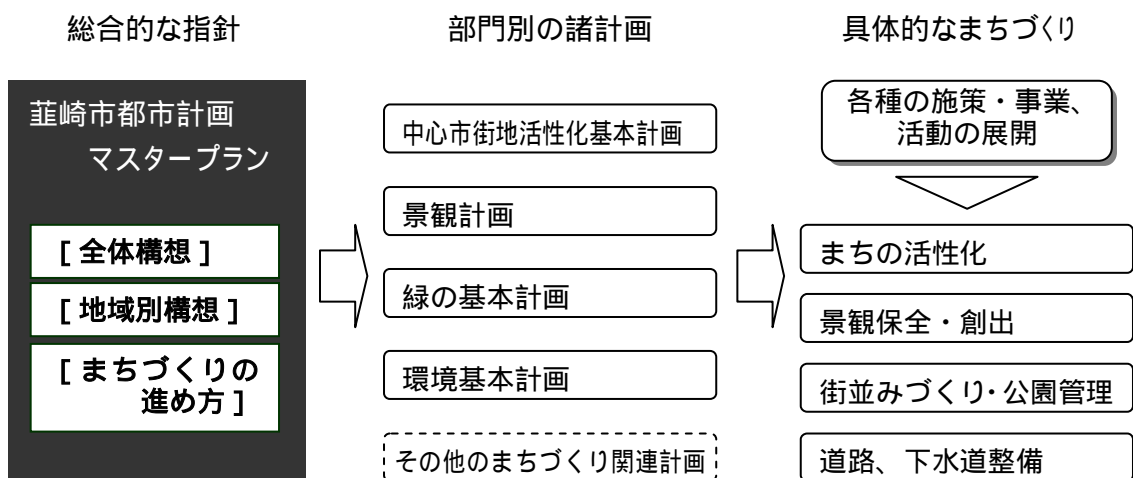 総合的な指針
部門別の諸計画
具体的なまちづくり
韮崎市都市計画
マスタープラン
[ 全体構想 ]
[ 地域別構想 ]
[ まちづくりの
進め方 ]
中心市街地活性化基本計画
景観計画
緑の基本計画
環境基本計画
その他のまちづくり関連計画
各種の施策・事業、
活動の展開
まちの活性化
景観保全・創出
街並みづくり・公園管理
道路、下水道整備